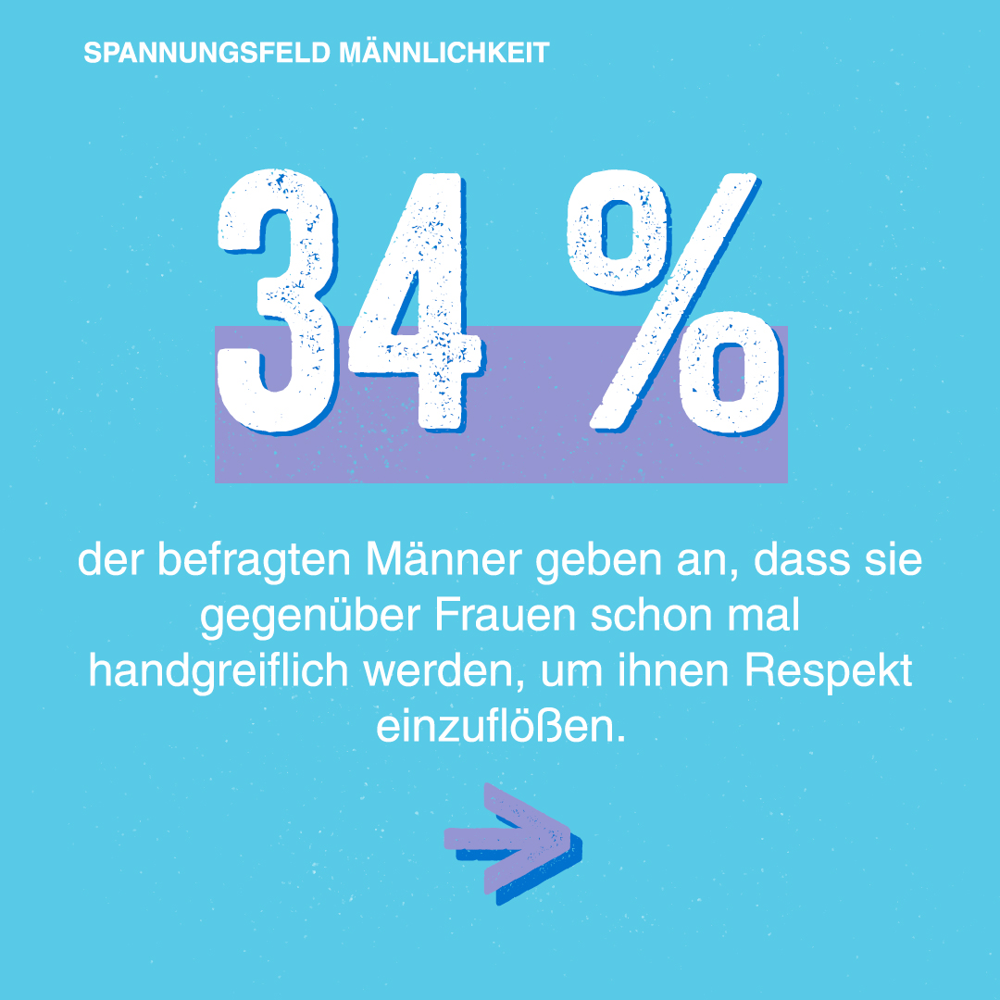 SPANNUNGSFELD MÄNNLICHKEIT
34 %
der befragten Männer geben an, dass sie
gegenüber Frauen schon mal
handgreiflich werden, um ihnen Respekt
einzuflößen.